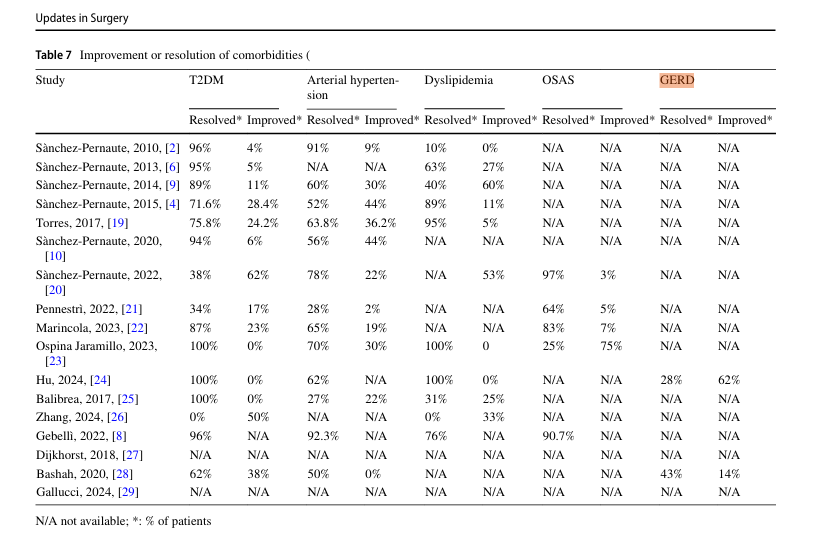 Updates in Surgery
Table 7 Improvement or resolution of comorbidities (
Study T2DM Arterial hyperten- Dyslipidemia OSAS GERD
sion
Resolved* Improved* Resolved* Improved* Resolved* Improved* Resolved* Improved* Resolved* Improved*
Sànchez-Pernaute, 2010, [2] 96% 4% 91% 9% 10% 0% N/A N/A N/A N/A
Sànchez-Pernaute, 2013, [6] 95% 5% N/A N/A 63% 27% N/A N/A N/A N/A
Sànchez-Pernaute, 2014, [9] 89% 11% 60% 30% 40% 60% N/A N/A N/A N/A
Sànchez-Pernaute, 2015, [4] 71.6% 28.4% 52% 44% 89% 11% N/A N/A N/A N/A
Torres, 2017, [19] 75.8% 24.2% 63.8% 36.2% 95% 5% N/A N/A N/A N/A
Sànchez-Pernaute, 2020, 94% 6% 56% 44% N/A N/A N/A N/A N/A N/A
[10]
Sànchez-Pernaute, 2022, 38% 62% 78% 22% N/A 53% 97% 3% N/A N/A
[20]
Pennestrì, 2022, [21] 34% 17% 28% 2% N/A N/A 64% 5% N/A N/A
Marincola, 2023, [22] 87% 23% 65% 19% N/A N/A 83% 7% N/A N/A
Ospina Jaramillo, 2023, 100% 0% 70% 30% 100% 0 25% 75% N/A N/A
[23]
Hu, 2024, [24] 100% 0% 62% N/A 100% 0% N/A N/A 28% 62%
Balibrea, 2017, [25] 100% 0% 27% 22% 31% 25% N/A N/A N/A N/A
Zhang, 2024, [26] 0% 50% N/A N/A 0% 33% N/A N/A N/A N/A
Gebellì, 2022, [8] 96% N/A 92.3% N/A 76% N/A 90.7% N/A N/A N/A
Dijkhorst, 2018, [27] N/A N/A N/A N/A N/A N/A N/A N/A N/A N/A
Bashah, 2020, [28] 62% 38% 50% 0% N/A N/A N/A N/A 43% 14%
Gallucci, 2024, [29] N/A N/A N/A N/A N/A N/A N/A N/A N/A N/A
N/A not available; *: % of patients